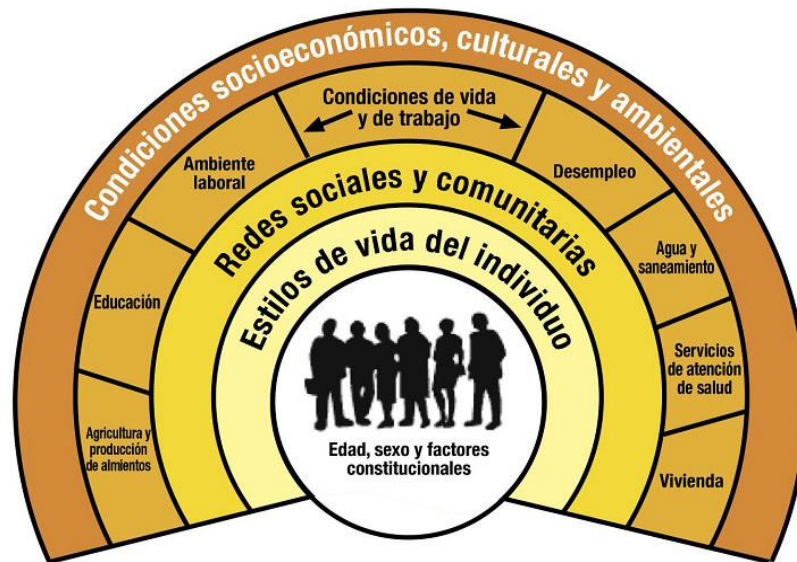 Condiciones socioeconómicos, culturales y ambientales
Condiciones de vida
y de trabajo
Ambiente
laboral
Desempleo
Educación
Agua y
saneamiento
Agricultura y
producción
de almientos
Servicios
de atención
de salud
Vivienda
Redes sociales y comunitarias
Estilos de vida del individuo
Edad, sexo y factores
constitucionales